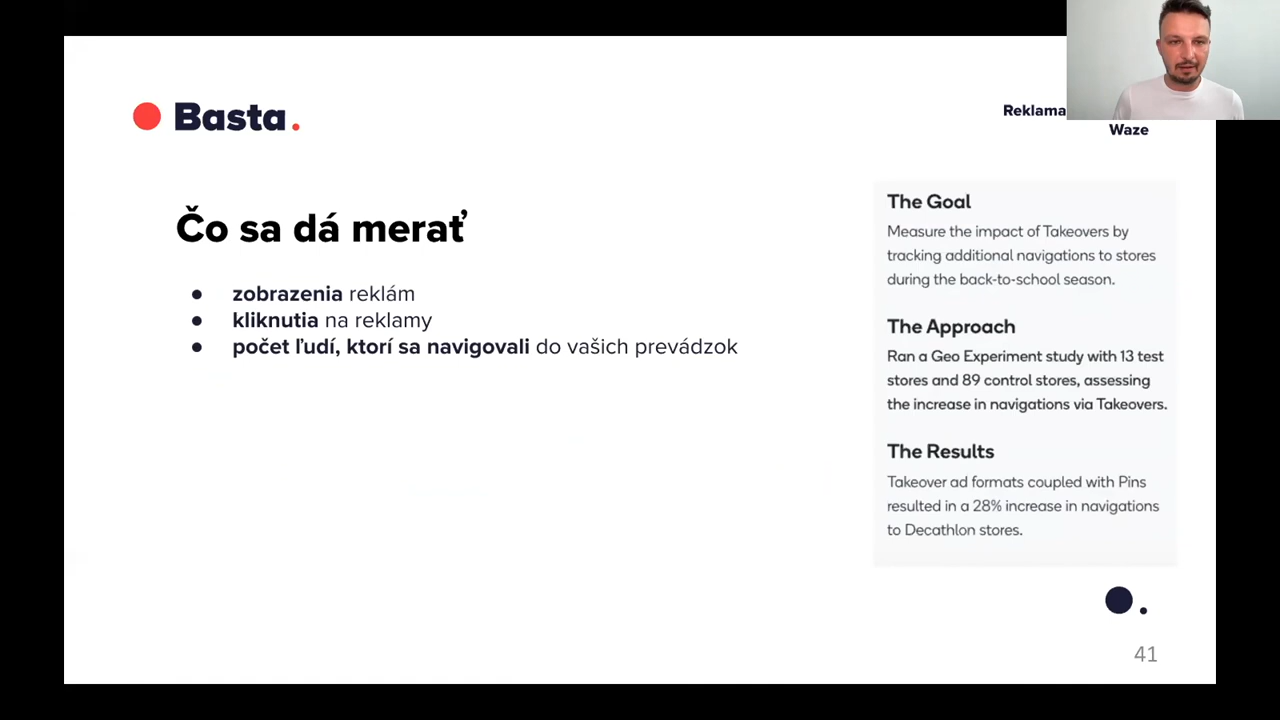 Basta.
Reklama
Waze
Čo sa dá merať
● zobrazenia reklám
● kliknutia na reklamy
● počet ľudí, ktorí sa navigovali do vašich prevádzok
The Goal
Measure the impact of Takeovers by
tracking additional navigations to stores
during the back-to-school season.
The Approach
Ran a Geo Experiment study with 13 test
stores and 89 control stores, assessing
the increase in navigations via Takeovers.
The Results
Takeover ad formats coupled with Pins
resulted in a 28% increase in navigations
to Decathlon stores.
41